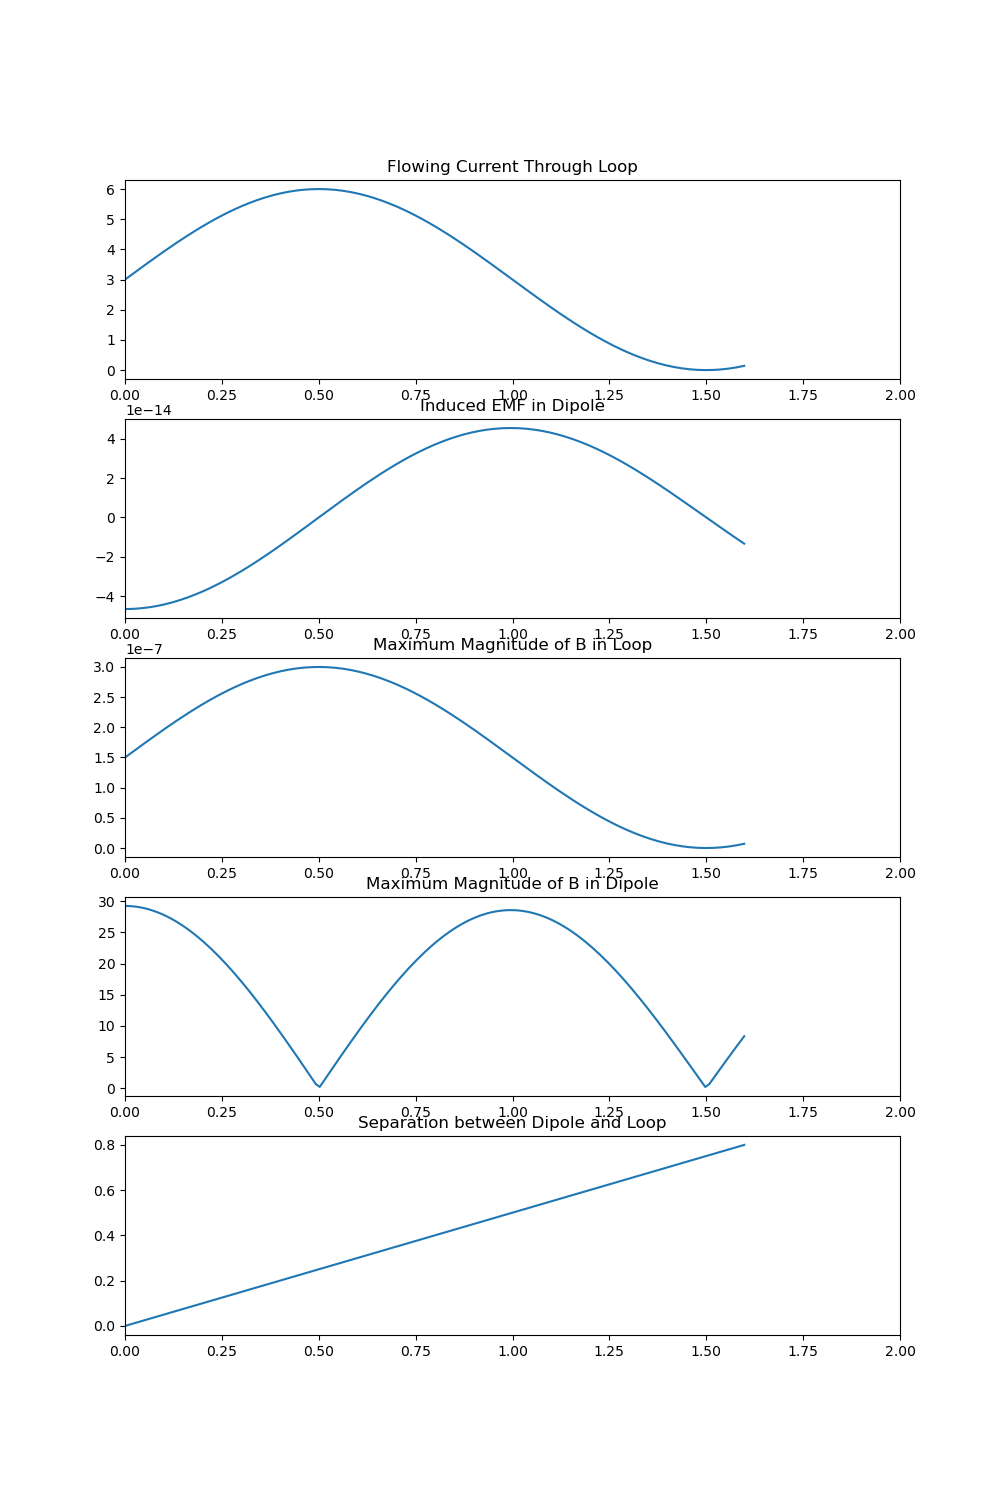 Flowing Current Through Loop
6
5
4
3
2
1
0
0.00 0.25 0.50 0.75 1.00 1.25 1.50 1.75 2.00
Induced EMF in Dipole
1e−14
4
2
0
−2
−4
0.00 0.25 0.50 0.75 1.00 1.25 1.50 1.75 2.00
Maximum Magnitude of B in Loop
1e−7
3.0
2.5
2.0
1.5
1.0
0.5
0.0
0.00 0.25 0.50 0.75 1.00 1.25 1.50 1.75 2.00
Maximum Magnitude of B in Dipole
30
25
20
15
10
5
0
0.00 0.25 0.50 0.75 1.00 1.25 1.50 1.75 2.00
Separation between Dipole and Loop
0.8
0.6
0.4
0.2
0.0
0.00 0.25 0.50 0.75 1.00 1.25 1.50 1.75 2.00